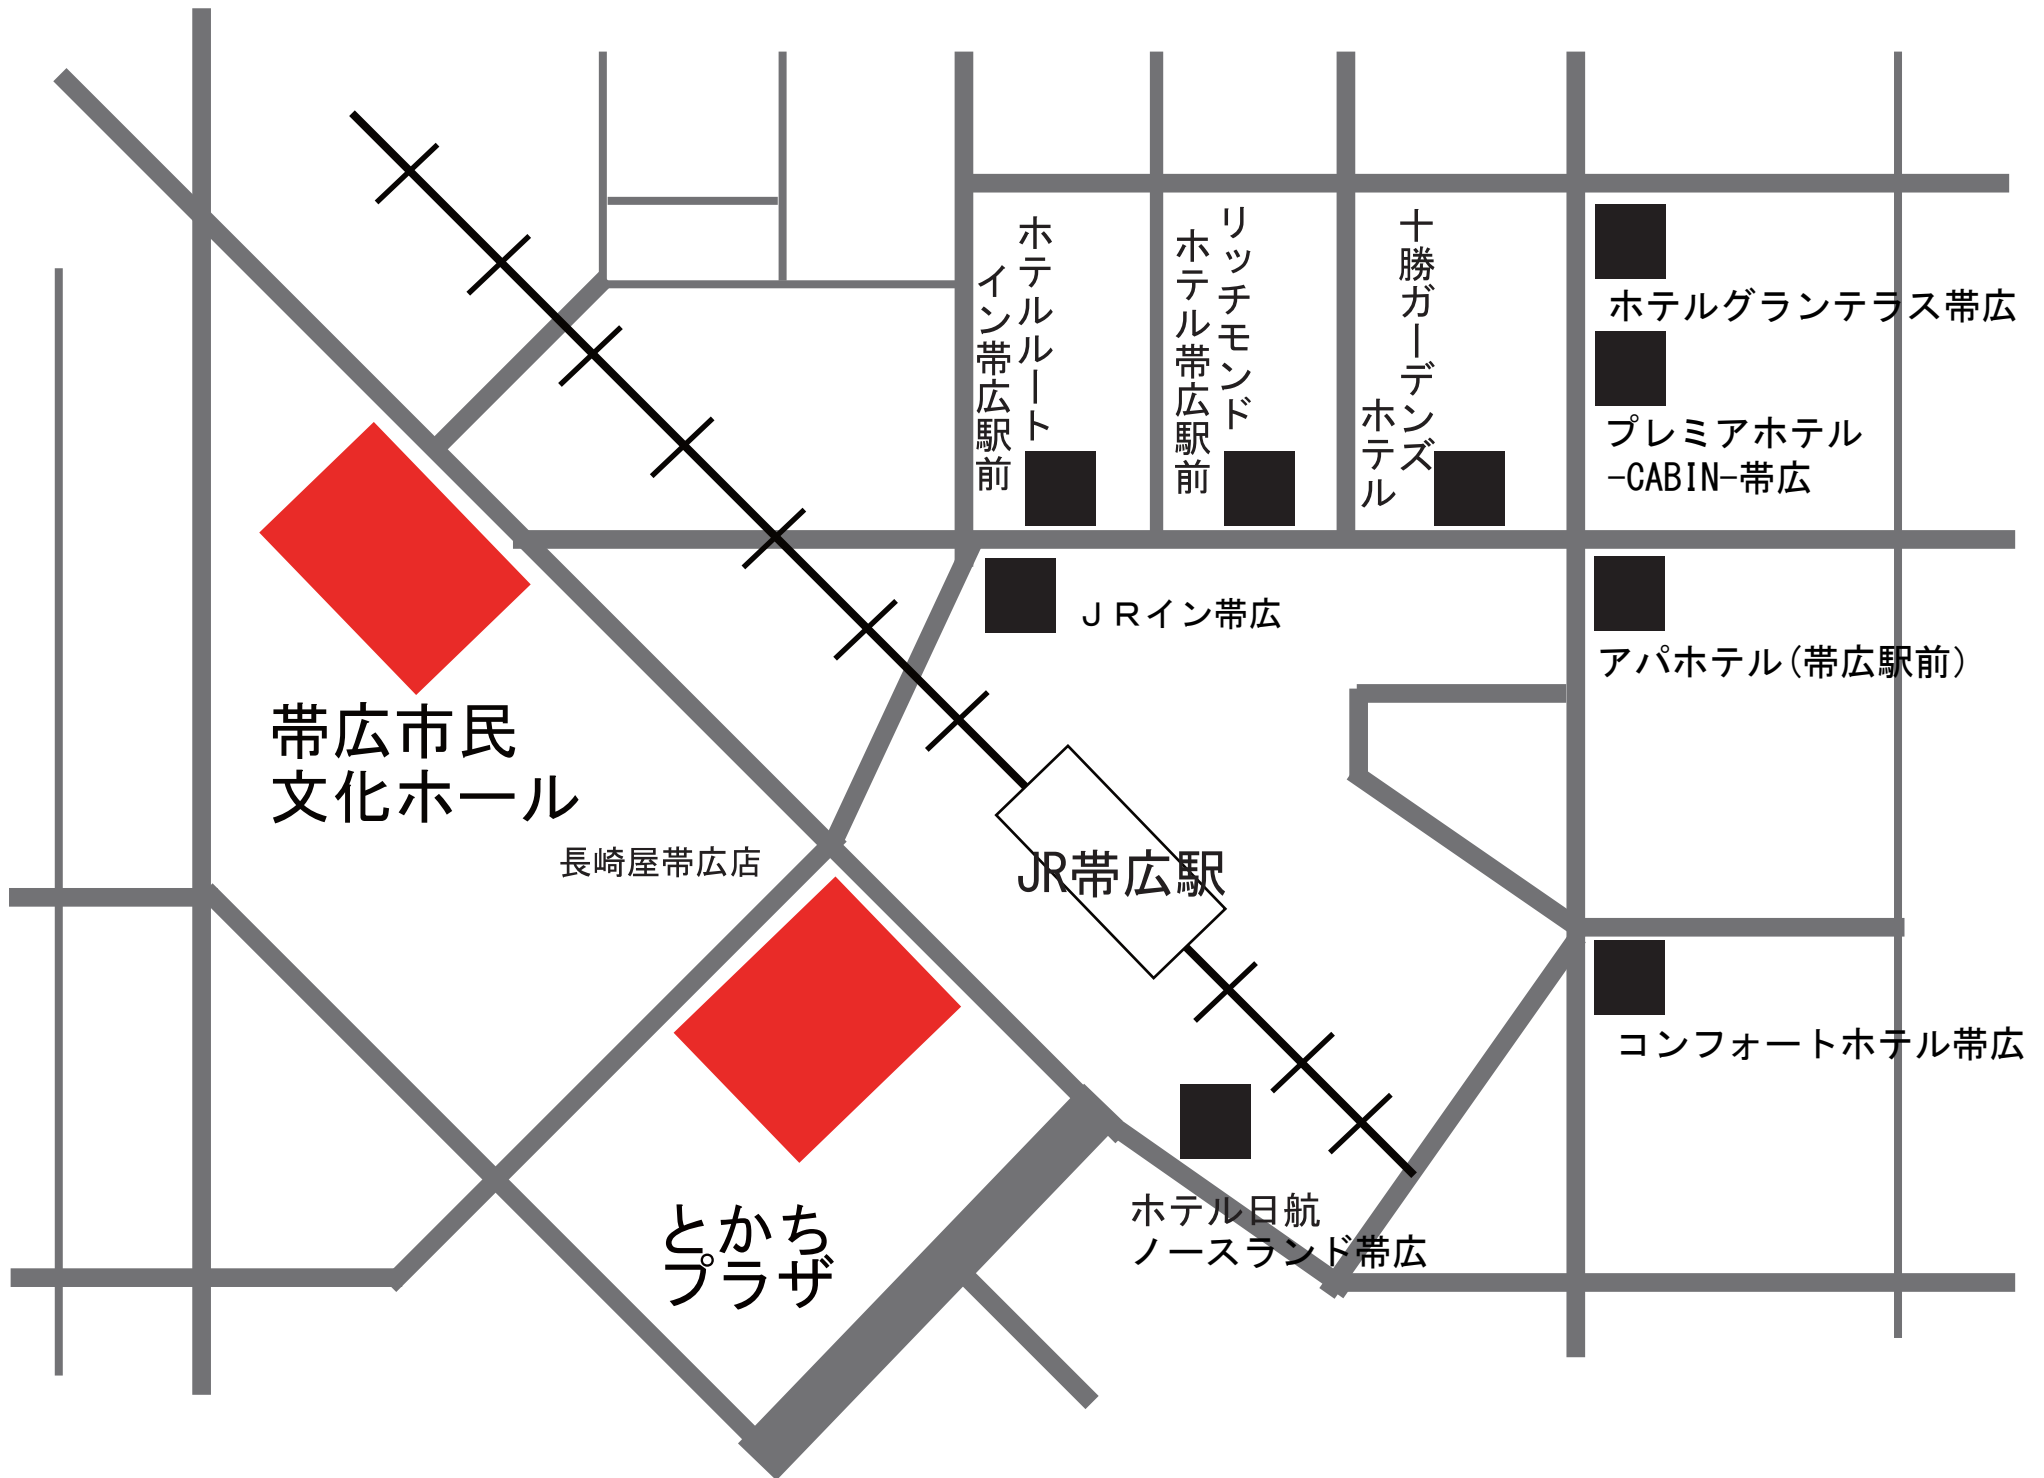 ホテルルート
イン帯広駅前
リッチモンド
ホテル帯広駅前
十勝ガーデンズ
ホテル
ホテルグランテラス帯広
プレミアホテル
-CABIN-帯広
JRイン帯広
アパホテル(帯広駅前)
帯広市民
文化ホール
長崎屋帯広店
JR帯広駅
コンフォートホテル帯広
とかち
プラザ
ホテル日航
ノースランド帯広